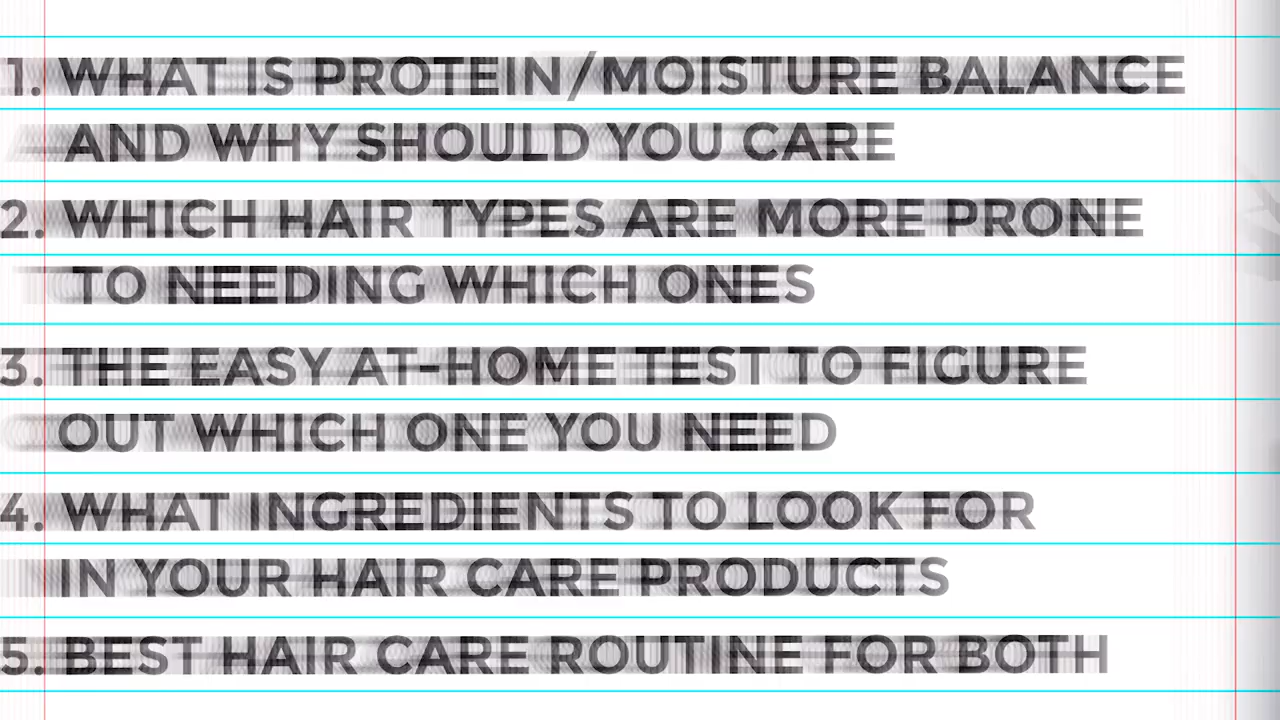 1. WHAT IS PROTEIN/MOISTURE BALANCE
AND WHY SHOULD YOU CARE
2. WHICH HAIR TYPES ARE MORE PRONE
TO NEEDING WHICH ONES
3. THE EASY AT-HOME TEST TO FIGURE
OUT WHICH ONE YOU NEED
4. WHAT INGREDIENTS TO LOOK FOR
IN YOUR HAIR CARE PRODUCTS
5. BEST HAIR CARE ROUTINE FOR BOTH